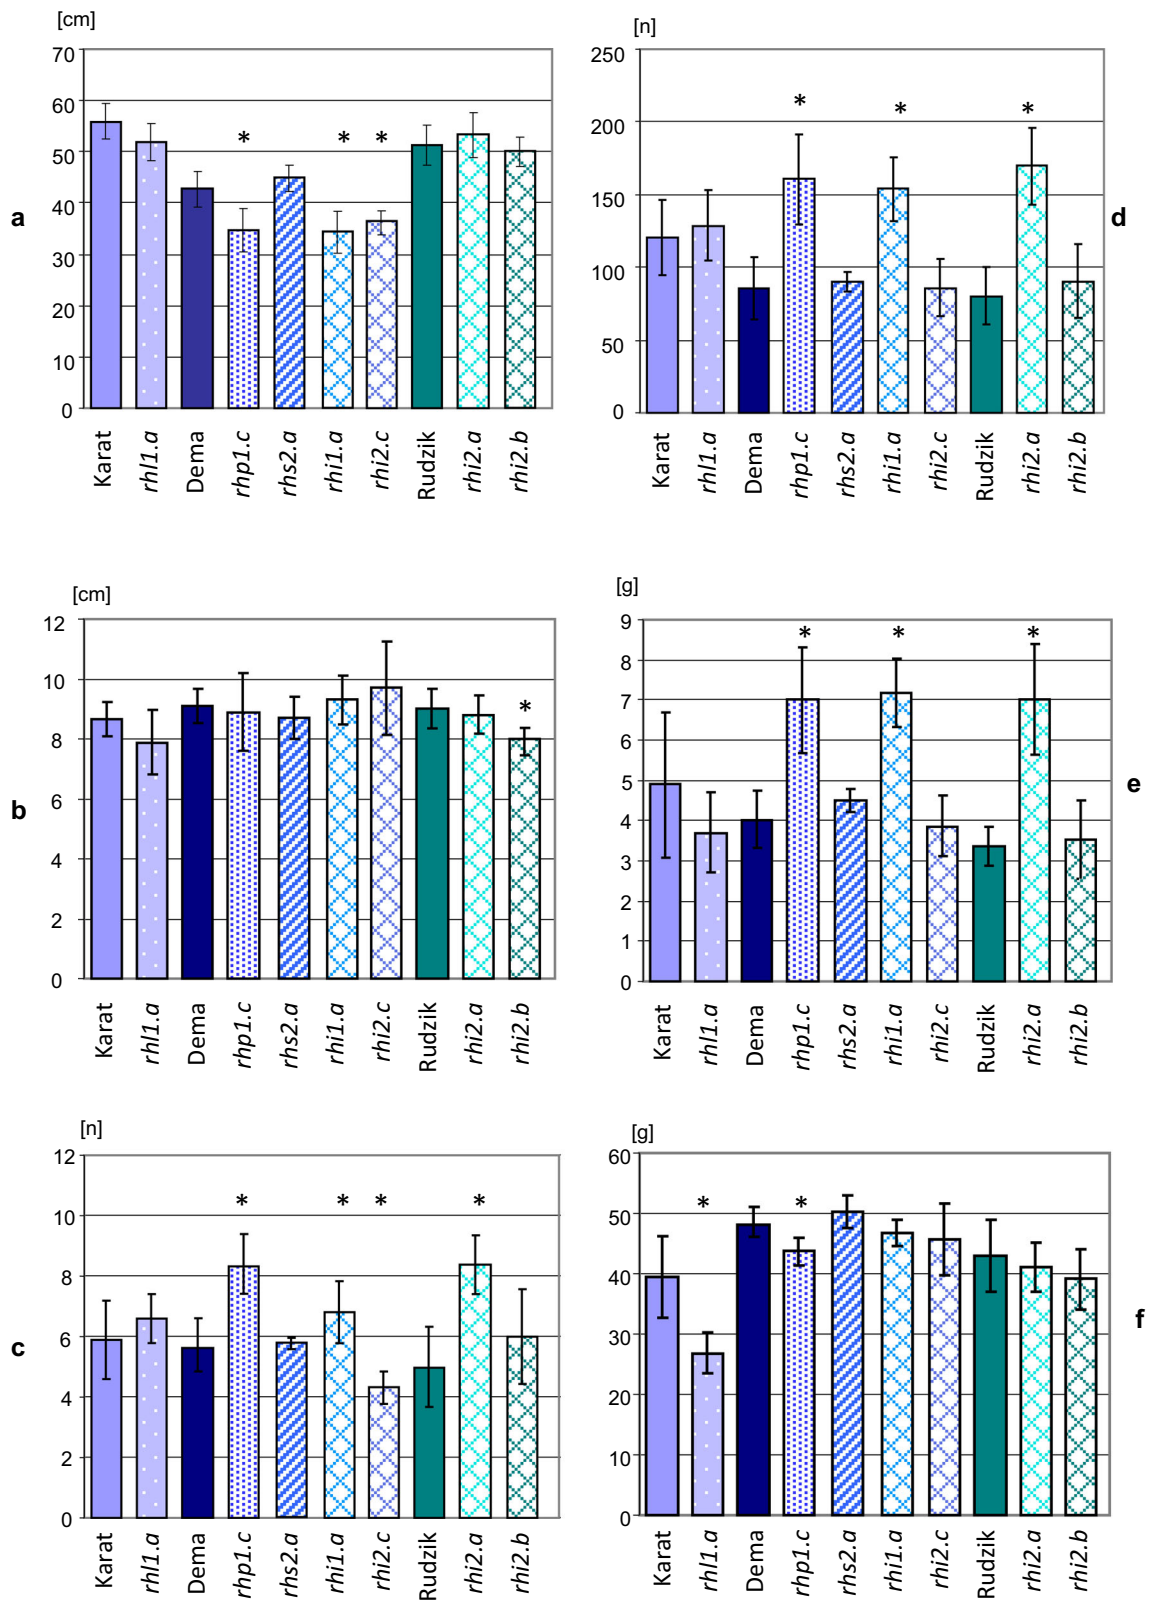 [cm]
70
60
50
40
30
20
10
0
* * *
a
Karat rhl1.a Dema rhp1.c rhs2.a rhi1.a rhi2.c Rudzik rhi2.a rhi2.b
[n]
250
200
150
100
50
0
* * *
d
Karat rhl1.a Dema rhp1.c rhs2.a rhi1.a rhi2.c Rudzik rhi2.a rhi2.b
[cm]
12
10
8
6
4
2
0
*
b
Karat rhl1.a Dema rhp1.c rhs2.a rhi1.a rhi2.c Rudzik rhi2.a rhi2.b
[g]
9
8
7
6
5
4
3
2
1
0
* * *
e
Karat rhl1.a Dema rhp1.c rhs2.a rhi1.a rhi2.c Rudzik rhi2.a rhi2.b
[n]
12
10
8
6
4
2
0
* * * *
c
Karat rhl1.a Dema rhp1.c rhs2.a rhi1.a rhi2.c Rudzik rhi2.a rhi2.b
[g]
60
50
40
30
20
10
0
* *
f
Karat rhl1.a Dema rhp1.c rhs2.a rhi1.a rhi2.c Rudzik rhi2.a rhi2.b